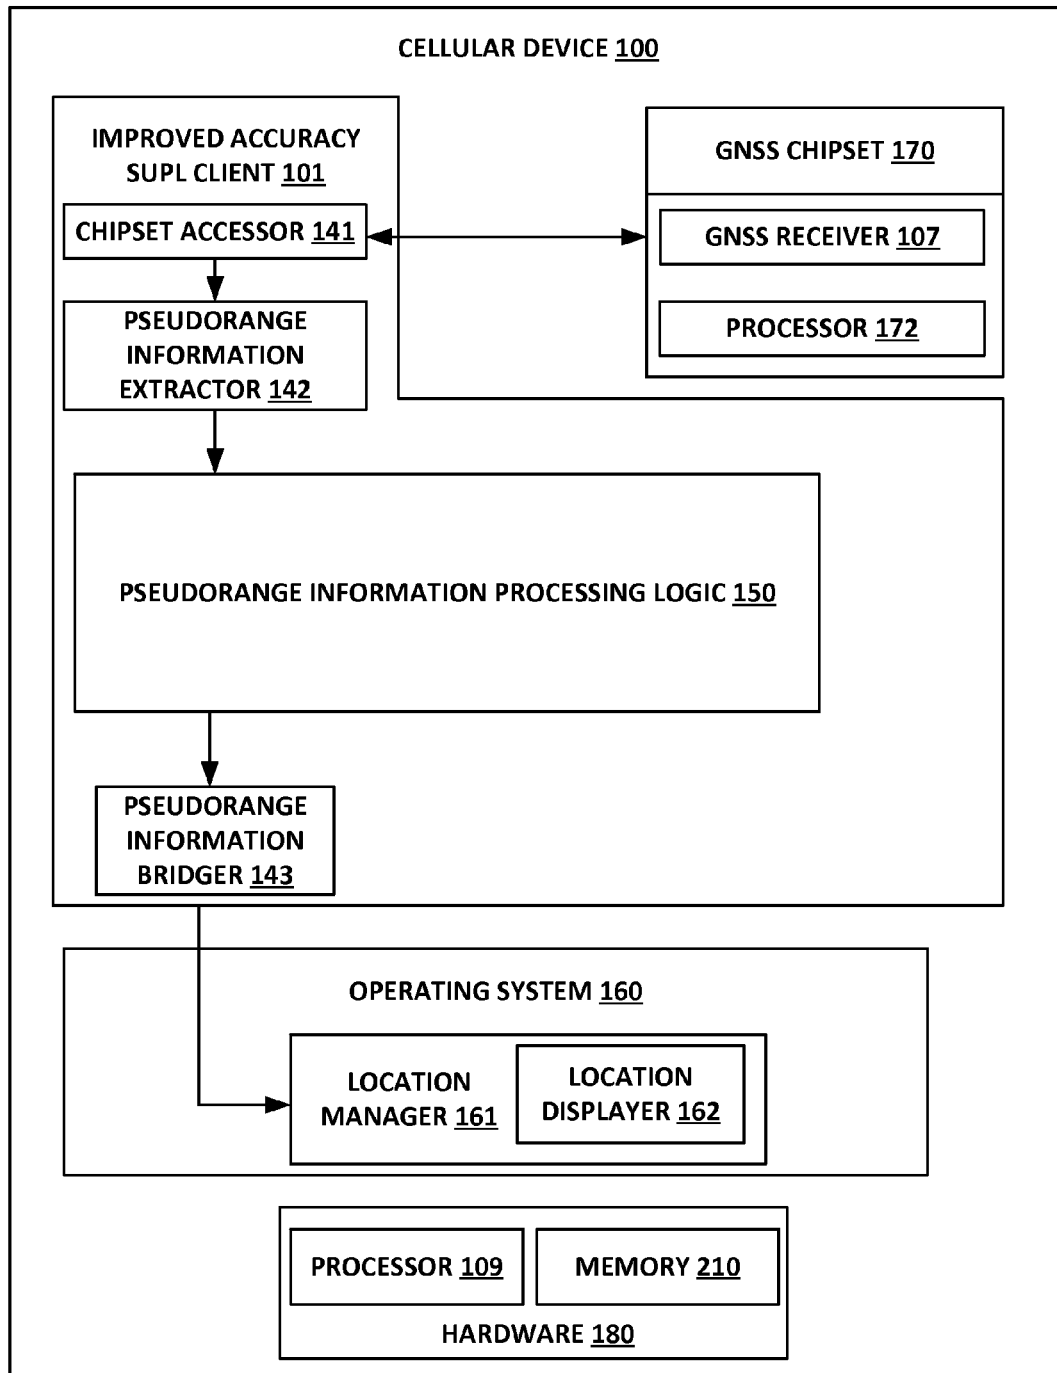 CELLULAR DEVICE 100
IMPROVED ACCURACY
SUPL CLIENT 101
CHIPSET ACCESSOR 141
PSEUDORANGE
INFORMATION
EXTRACTOR 142
GNSS CHIPSET 170
GNSS RECEIVER 107
PROCESSOR 172
PSEUDORANGE INFORMATION PROCESSING LOGIC 150
PSEUDORANGE
INFORMATION
BRIDGER 143
OPERATING SYSTEM 160
LOCATION
MANAGER 161
LOCATION
DISPLAYER 162
PROCESSOR 109
MEMORY 210
HARDWARE 180